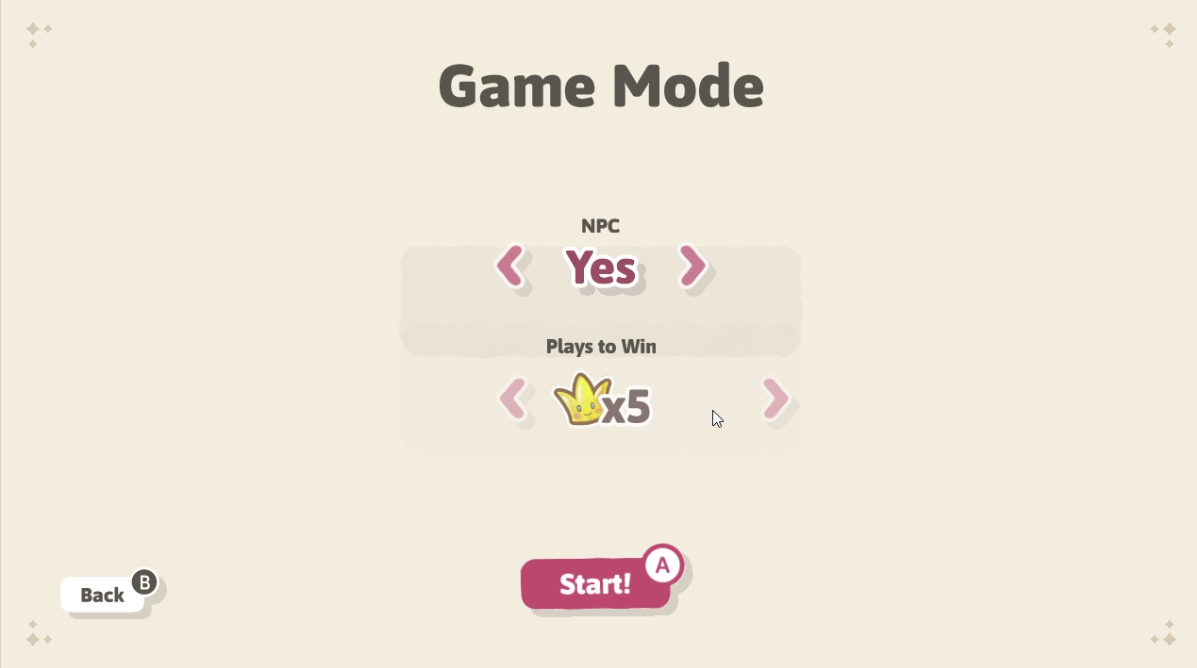 Game Mode
NPC
Yes
Plays to Win
x5
Start! A
Back B